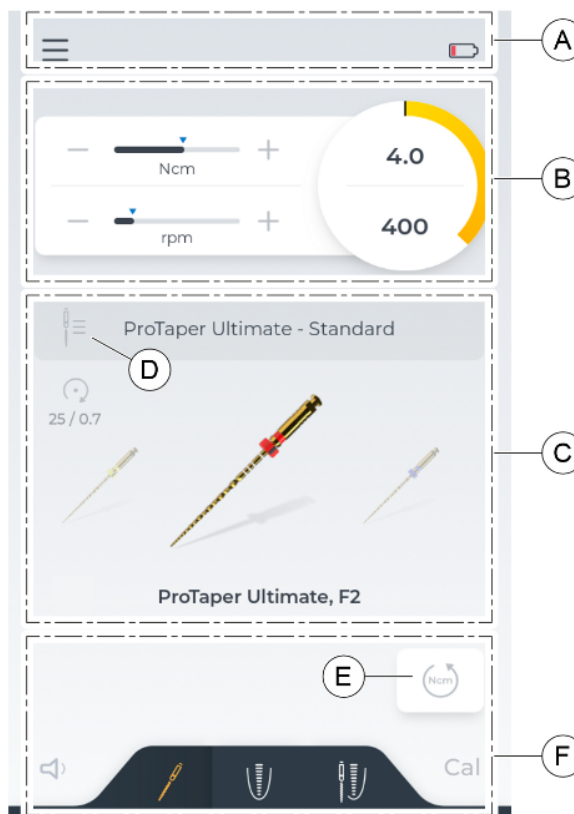 A
4.0
Ncm
B
400
rpm
ProTaper Ultimate - Standard
D
25 / 0.7
C
ProTaper Ultimate, F2
E
Ncm
Cal
F